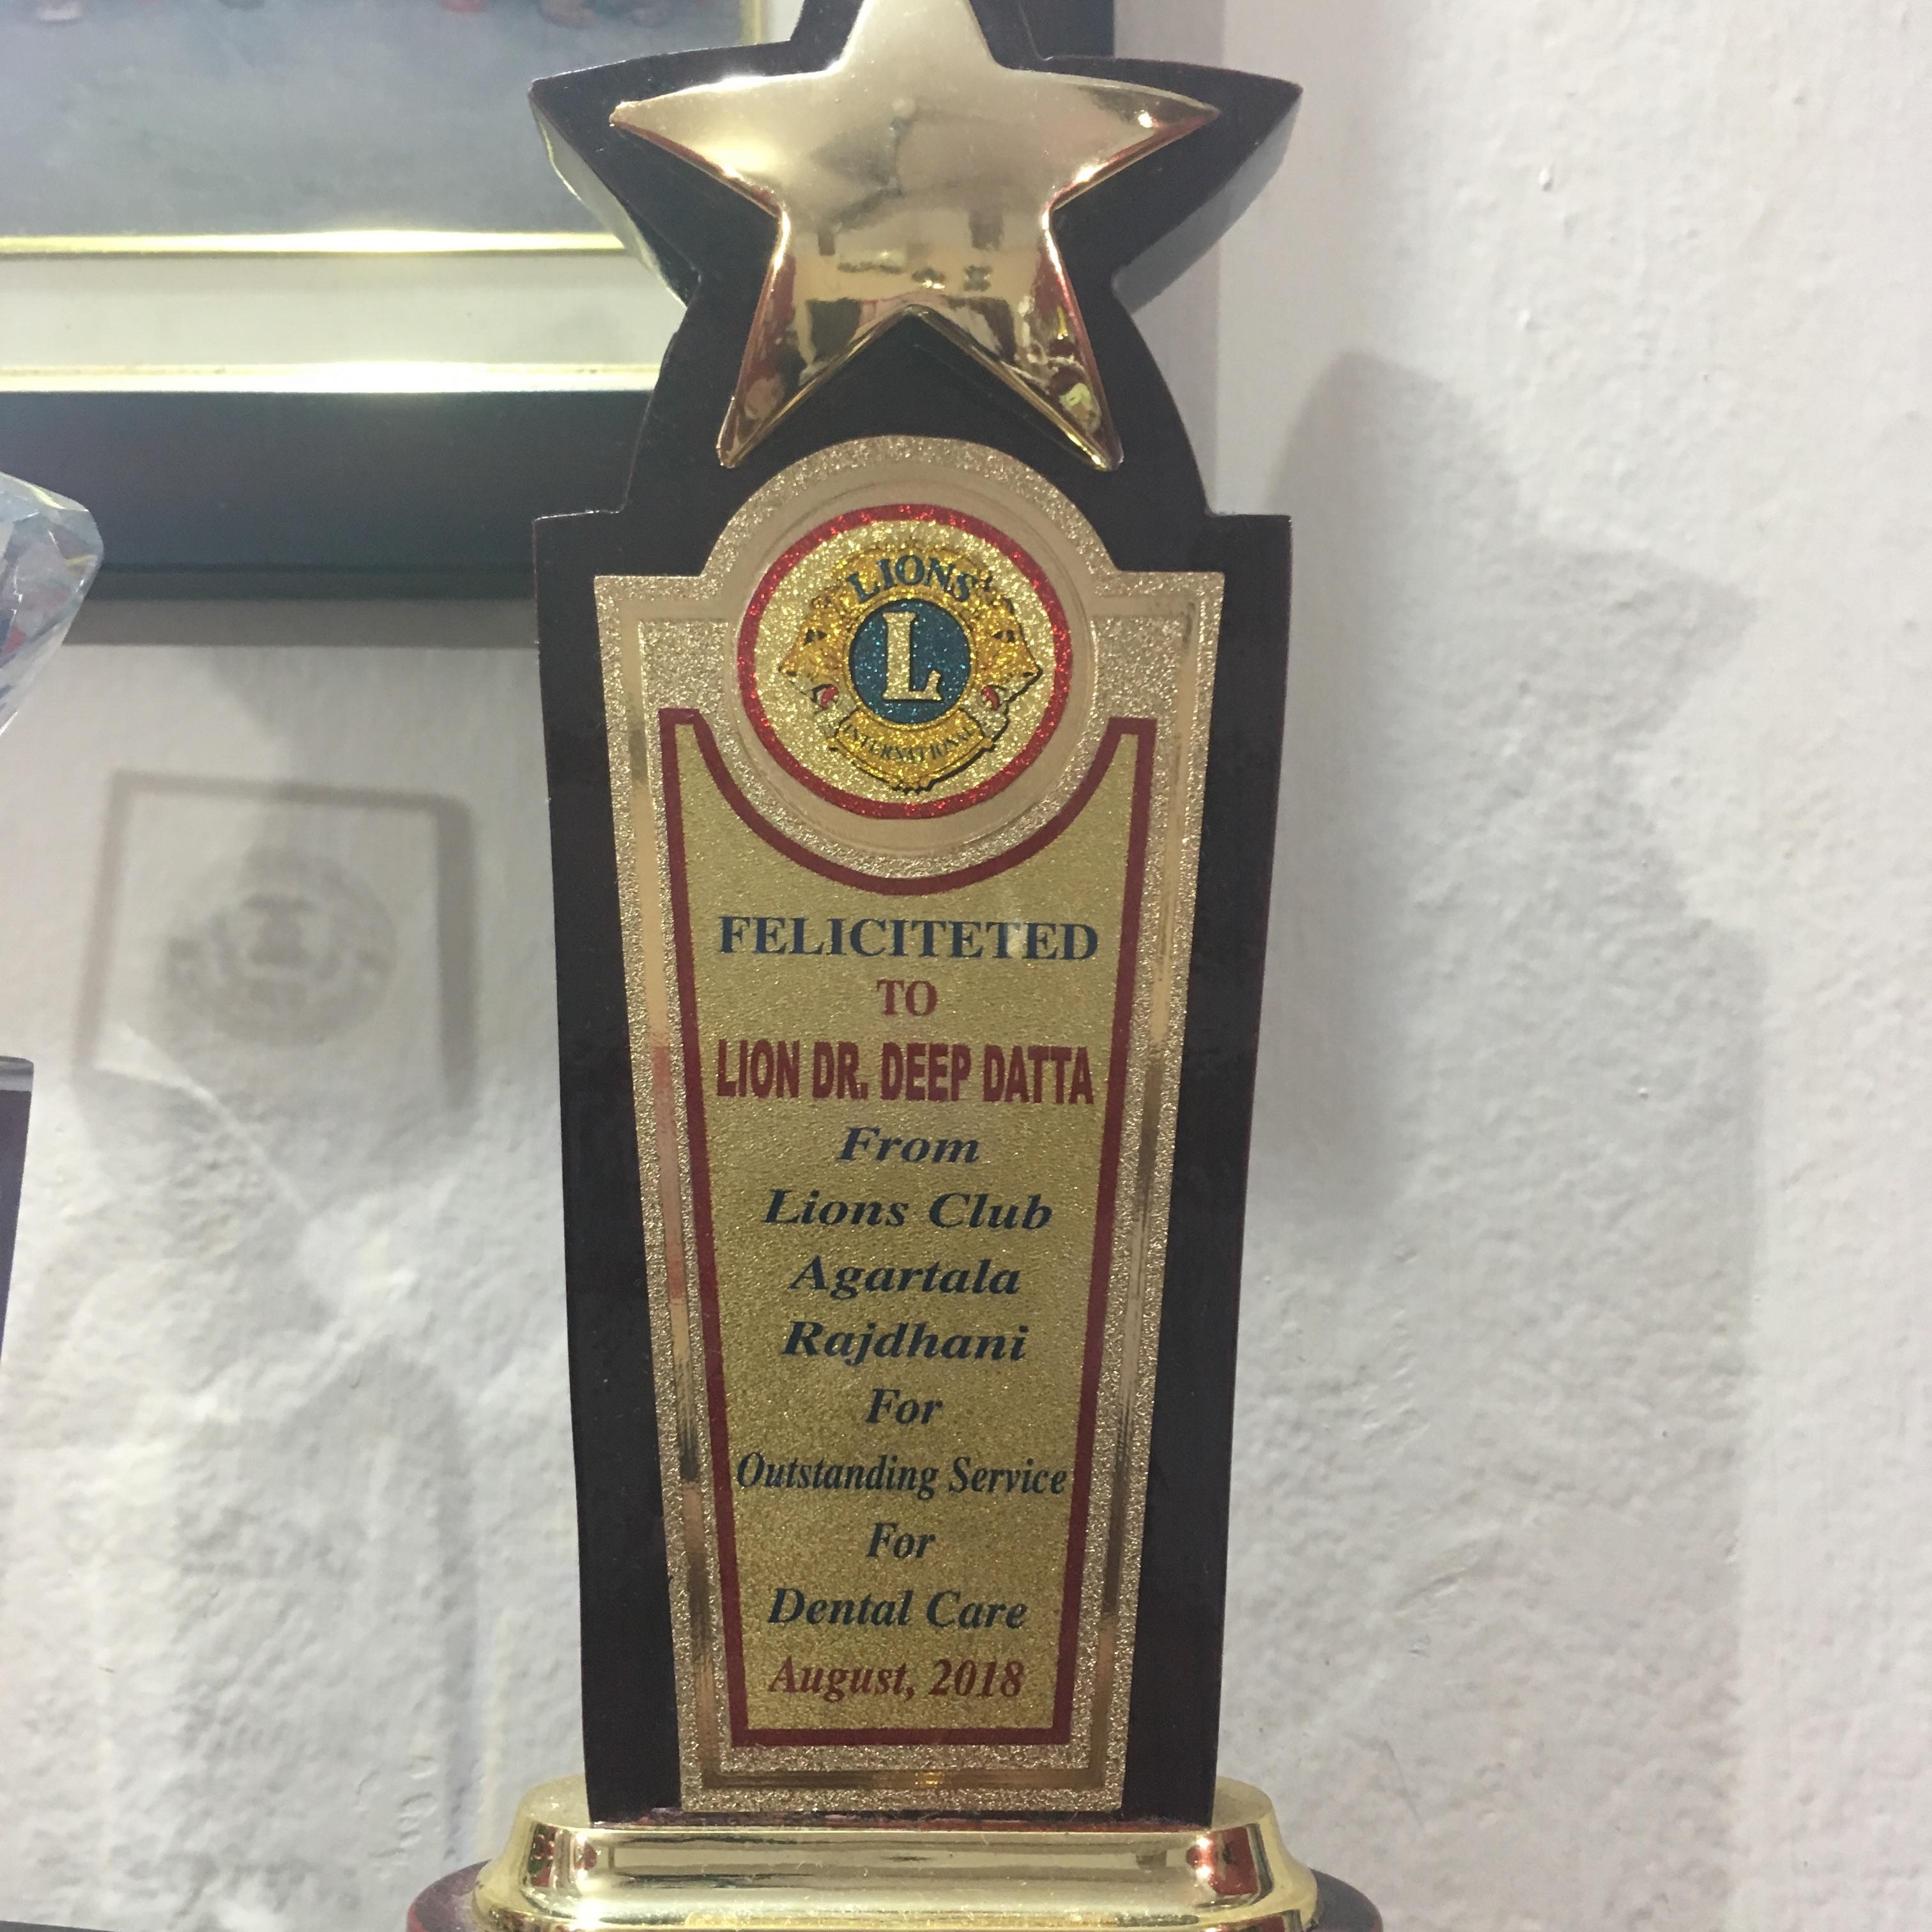 LIONS
L
INTERNATIONAL
FELICITETED
TO
LION DR. DEEP DATTA
From
Lions Club
Agartala
Rajdhani
For
Outstanding Service
For
Dental Care
August, 2018